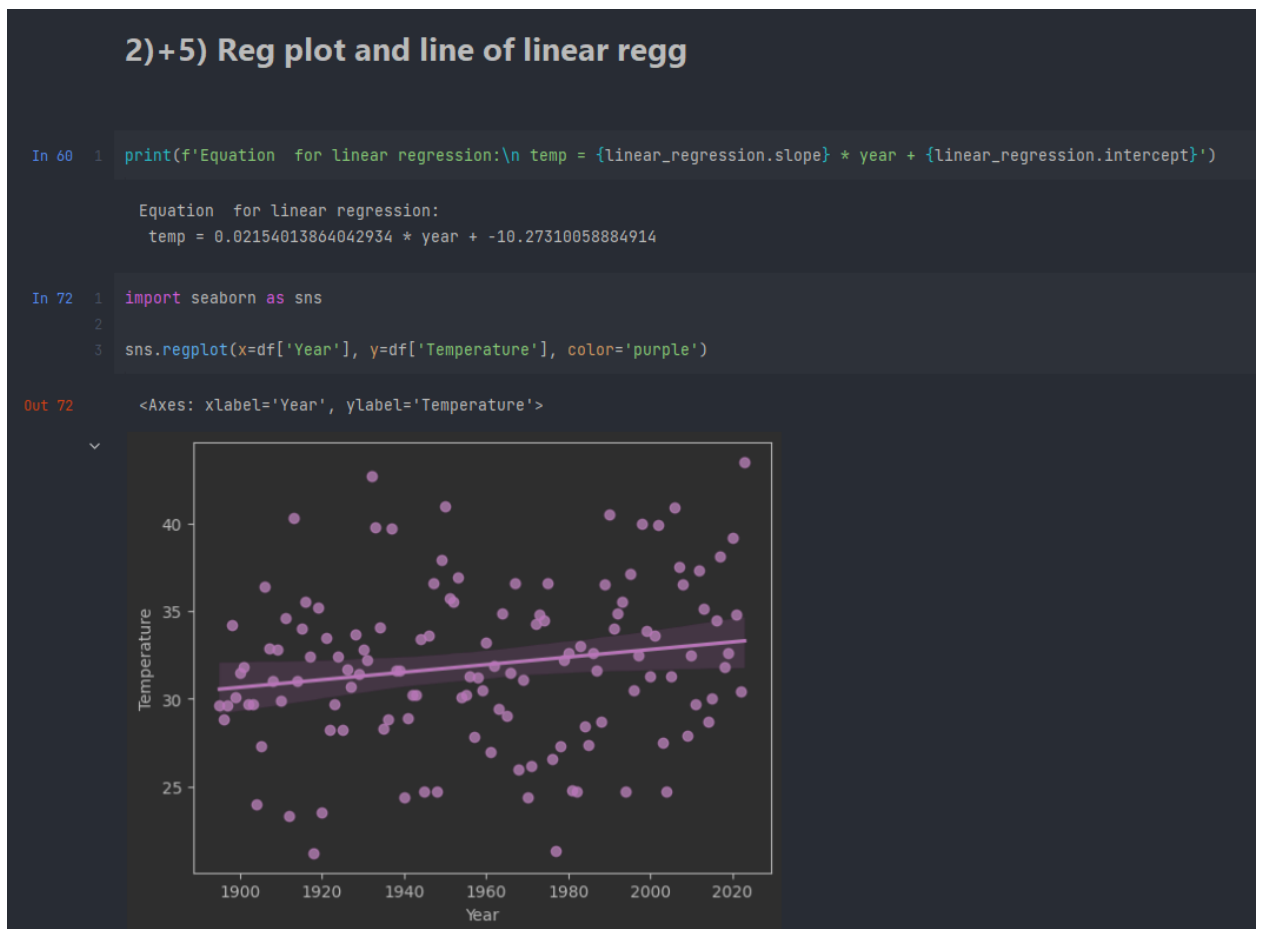 2)+5) Reg plot and line of linear regg
In 60 1 print(f'Equation  for linear regression:\n temp = {linear_regression.slope} * year + {linear_regression.intercept}')
Equation  for linear regression:
temp = 0.02154013864042934 * year + -10.27310058884914
In 72 1 import seaborn as sns
2
3 sns.regplot(x=df['Year'], y=df['Temperature'], color='purple')
Out 72 <Axes: xlabel='Year', ylabel='Temperature'>
40
35
30
25
Temperature
1900 1920 1940 1960 1980 2000 2020
Year